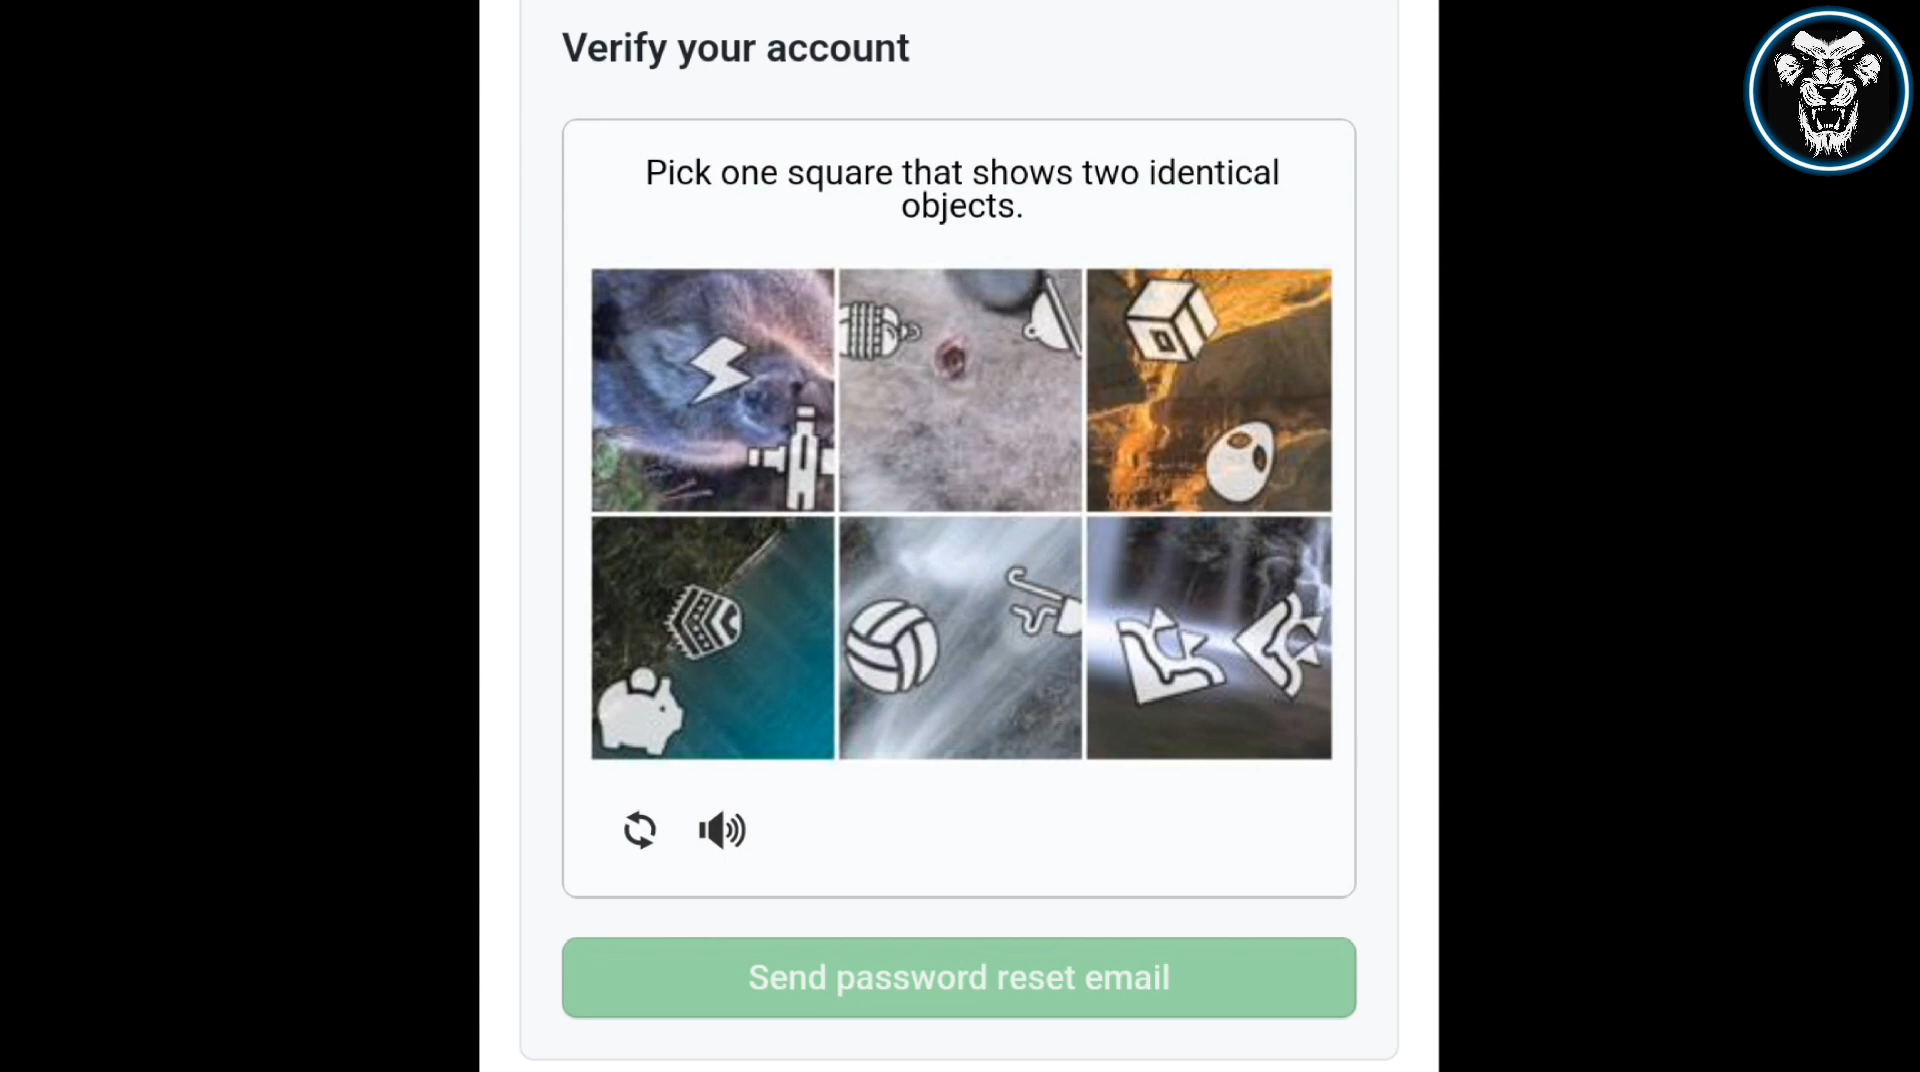 Verify your account
Pick one square that shows two identical
objects.
Send password reset email